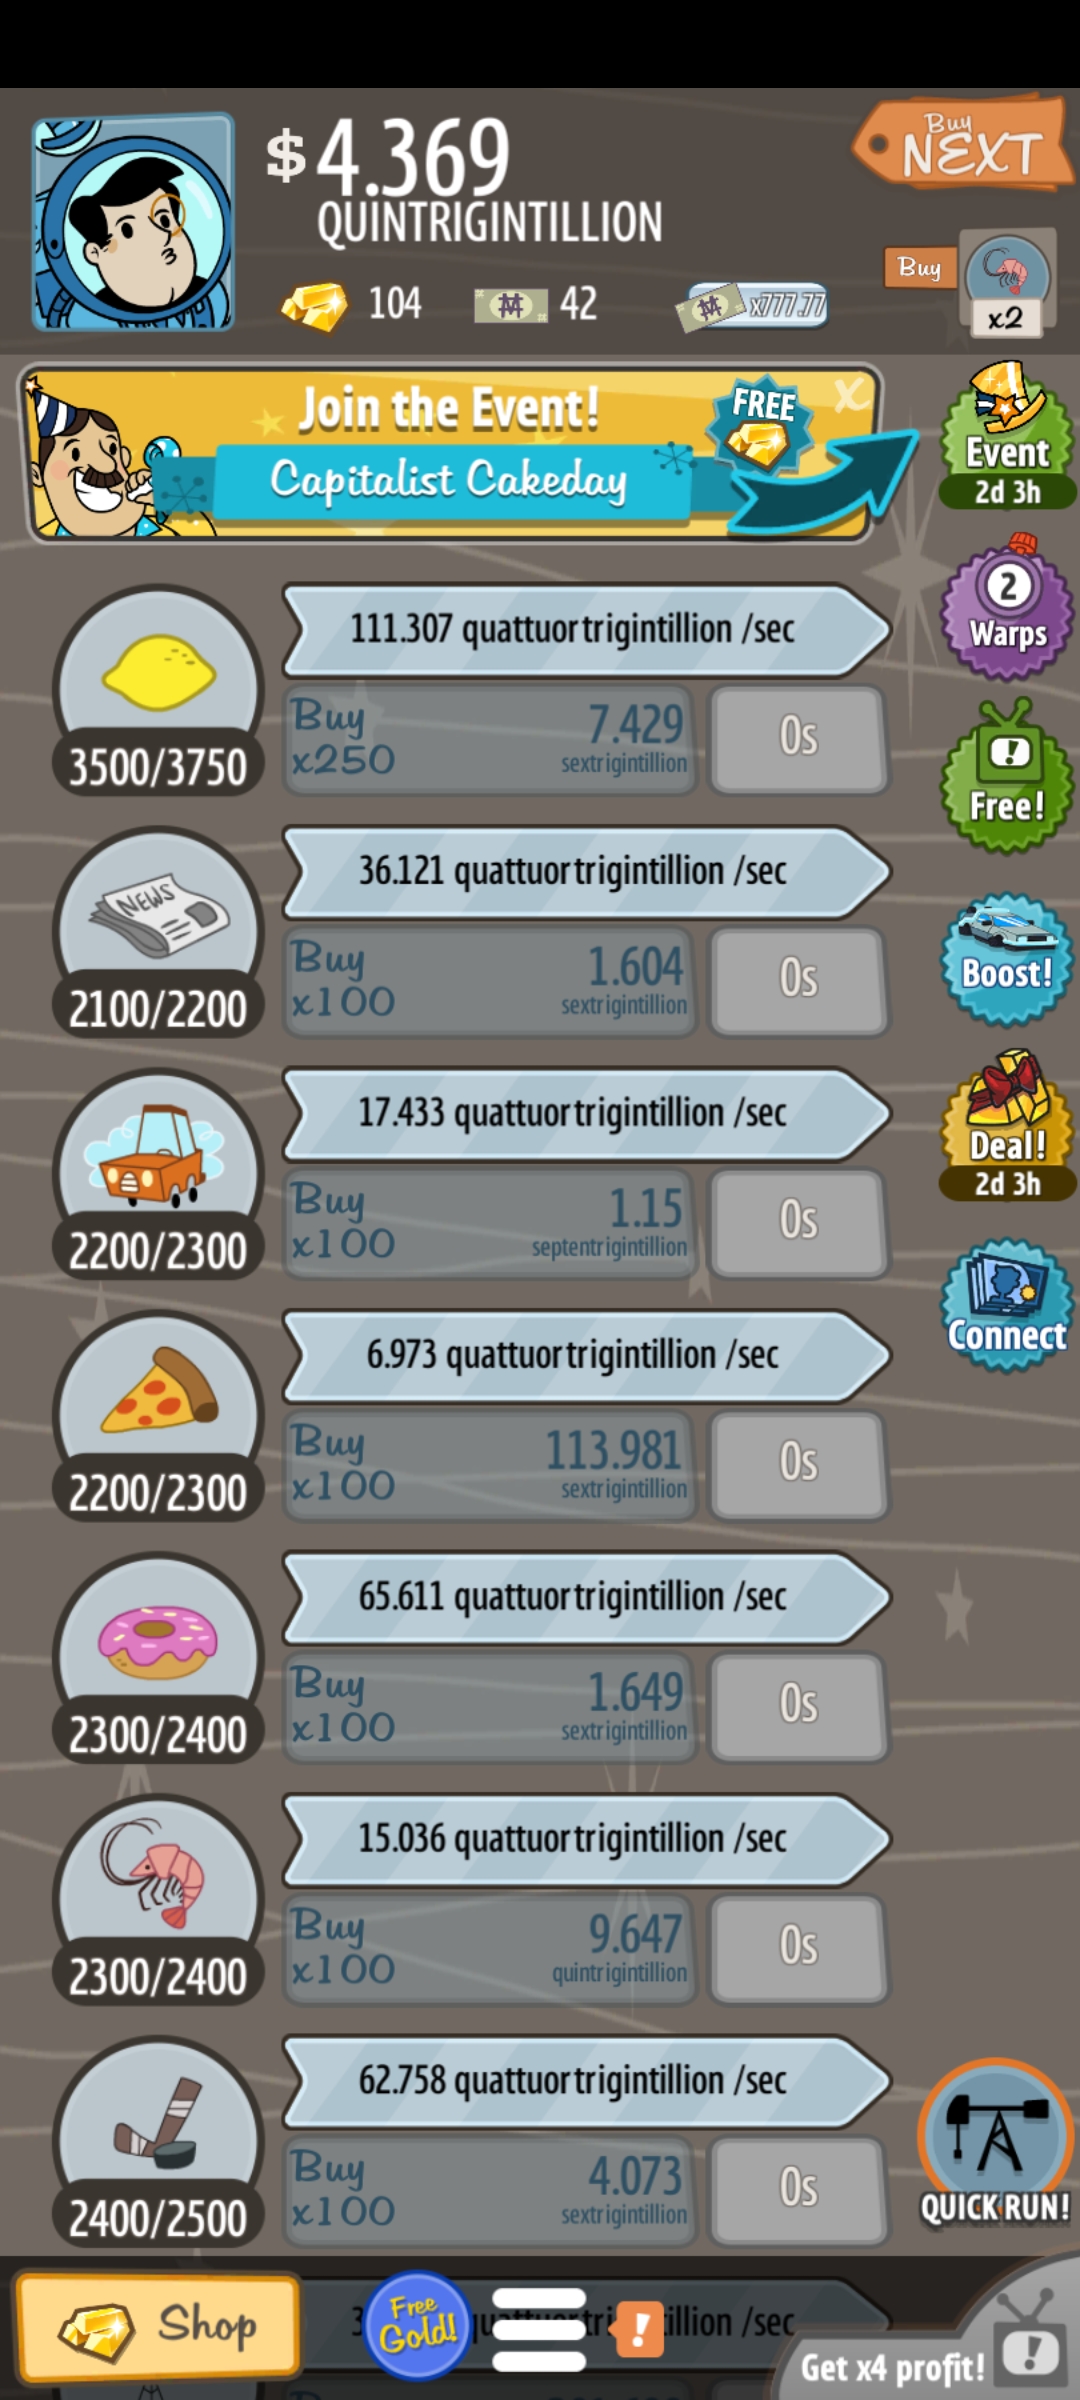 $4.369
QUINTRIGINTILLION
104
42
x777.77
Buy
NEXT
Buy
x2
Join the Event!
Capitalist Cakeday
FREE
x
Event
2d 3h
2
Warps
!
Free!
Boost!
Deal!
2d 3h
Connect
111.307 quattuortrigintillion /sec
Buy
x250
7.429
sextrigintillion
0s
3500/3750
NEWS
36.121 quattuortrigintillion /sec
Buy
x100
1.604
sextrigintillion
0s
2100/2200
17.433 quattuortrigintillion /sec
Buy
x100
1.15
septentrigintillion
0s
2200/2300
6.973 quattuortrigintillion /sec
Buy
x100
113.981
sextrigintillion
0s
2200/2300
65.611 quattuortrigintillion /sec
Buy
x100
1.649
sextrigintillion
0s
2300/2400
15.036 quattuortrigintillion /sec
Buy
x100
9.647
quintrigintillion
0s
2300/2400
62.758 quattuortrigintillion /sec
Buy
x100
4.073
sextrigintillion
0s
2400/2500
QUICK RUN!
Shop
Free
Gold!
!
/sec
Get x4 profit!
!